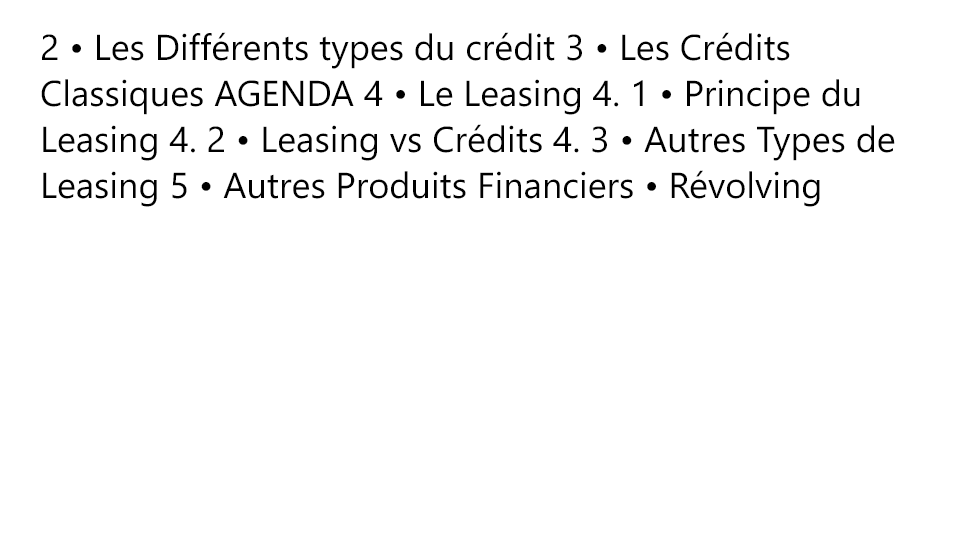 2 • Les Différents types du crédit 3 • Les Crédits
Classiques AGENDA 4 • Le Leasing 4. 1 • Principe du
Leasing 4. 2 • Leasing vs Crédits 4. 3 • Autres Types de
Leasing 5 • Autres Produits Financiers • Révolving